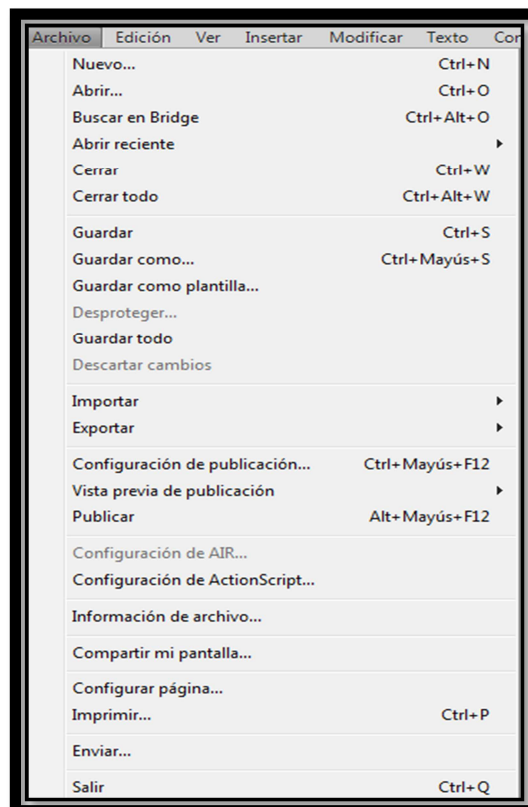 Archivo Edición Ver Insertar Modificar Texto Con
Nuevo... Ctrl+N
Abrir... Ctrl+O
Buscar en Bridge Ctrl+Alt+O
Abrir reciente
Cerrar Ctrl+W
Cerrar todo Ctrl+Alt+W
Guardar Ctrl+S
Guardar como... Ctrl+Mayús+S
Guardar como plantilla...
Desproteger...
Guardar todo
Descartar cambios
Importar
Exportar
Configuración de publicación... Ctrl+Mayús+F12
Vista previa de publicación
Publicar Alt+Mayús+F12
Configuración de AIR...
Configuración de ActionScript...
Información de archivo...
Compartir mi pantalla...
Configurar página...
Imprimir... Ctrl+P
Enviar...
Salir Ctrl+Q